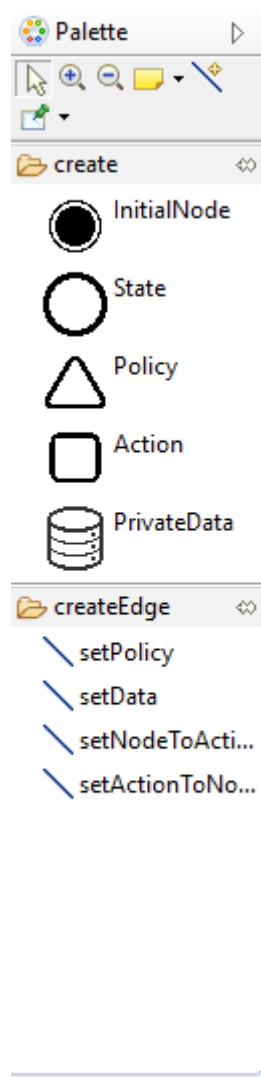 Palette
create
InitialNode
State
Policy
Action
PrivateData
createEdge
setPolicy
setData
setNodeToActi...
setActionToNo...